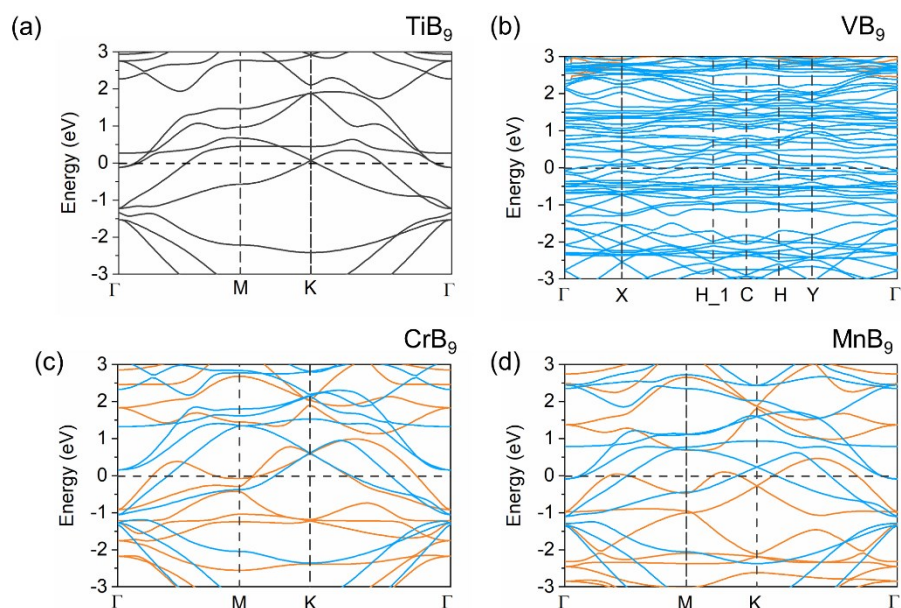 (a) TiB₉
Energy (eV)
3
2
1
0
-1
-2
-3
Γ M K Γ
(b) VB₉
Energy (eV)
3
2
1
0
-1
-2
-3
Γ X H_1 C H Y Γ
(c) CrB₉
Energy (eV)
3
2
1
0
-1
-2
-3
Γ M K Γ
(d) MnB₉
Energy (eV)
3
2
1
0
-1
-2
-3
Γ M K Γ